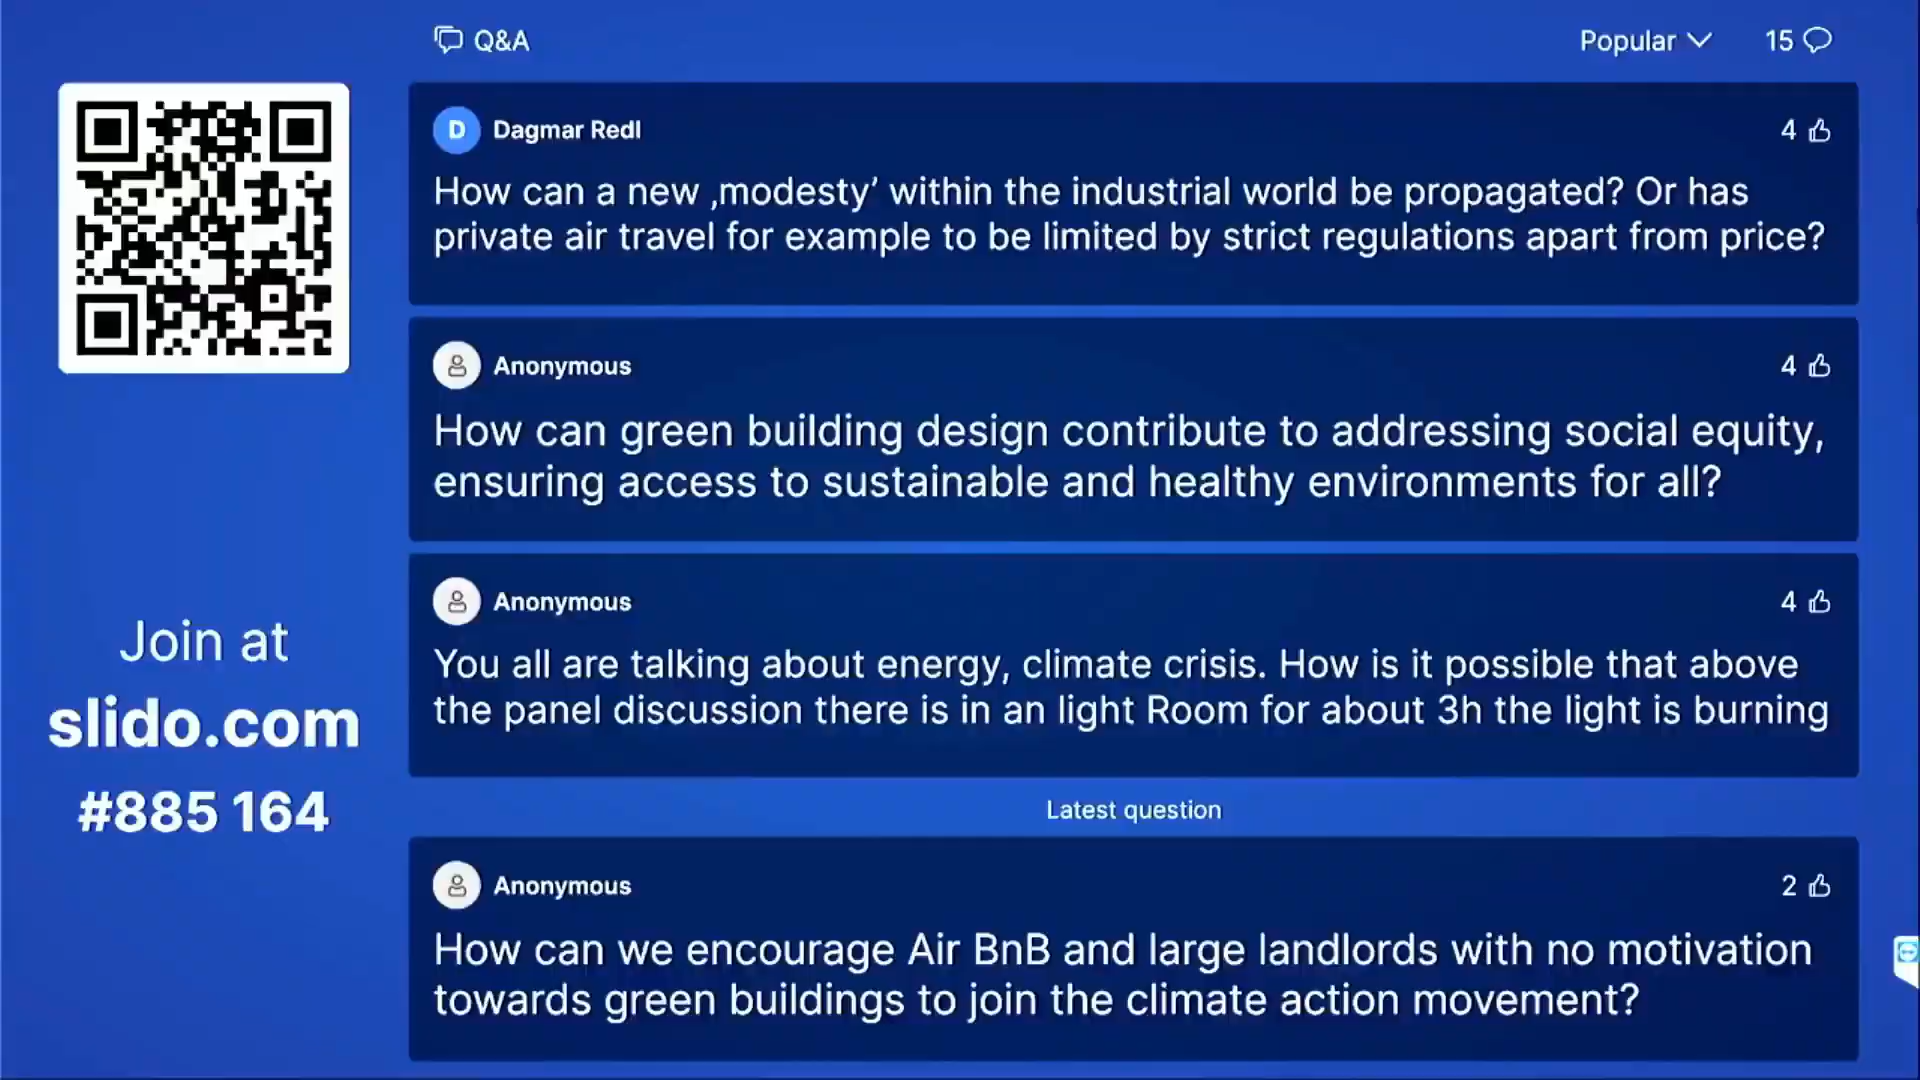 Q&A
Popular
15
D
Dagmar Redl
4
How can a new ‚modesty’ within the industrial world be propagated? Or has
private air travel for example to be limited by strict regulations apart from price?
Anonymous
4
How can green building design contribute to addressing social equity,
ensuring access to sustainable and healthy environments for all?
Anonymous
4
You all are talking about energy, climate crisis. How is it possible that above
the panel discussion there is in an light Room for about 3h the light is burning
Latest question
Anonymous
2
How can we encourage Air BnB and large landlords with no motivation
towards green buildings to join the climate action movement?
Join at
slido.com
#885 164